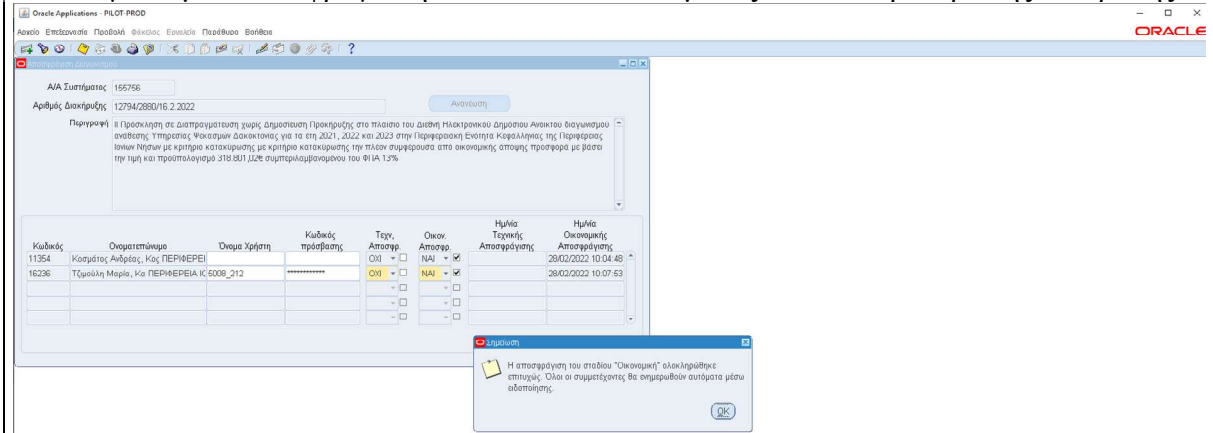 Oracle Applications - PILOT-PROD
Αρχείο Επεξεργασία Προβολή Φάκελος Εργαλεία Παράθυρο Βοήθεια
ORACLE
Αποσφράγιση Διαγωνισμού
Α/Α Συστήματος 155756
Αριθμός Διακήρυξης 12794/2880/16.2.2022
Ανανέωση
Περιγραφή ΙΙ Πρόσκληση σε Διαπραγμάτευση χωρίς Δημοσίευση Προκήρυξης στο πλαίσιο του Διεθνή Ηλεκτρονικού Δημόσιου Ανοικτού διαγωνισμού
ανάθεσης Υπηρεσίας Ψεκασμών Δακοκτονίας για τα έτη 2021, 2022 και 2023 στην Περιφερειακή Ενότητα Κεφαλληνίας της Περιφέρειας
Ιονίων Νήσων με κριτήριο κατακύρωσης με κριτήριο κατακύρωσης την πλέον συμφέρουσα από οικονομικής άποψης προσφορά με βάσει
την τιμή και προϋπολογισμό 318.801,02€ συμπεριλαμβανομένου του ΦΠΑ 13%
Κωδικός Ονοματεπώνυμο Όνομα Χρήστη Κωδικός πρόσβασης Τεχν. Αποσφρ. Οικον. Αποσφρ. Ημ/νία Τεχνικής Αποσφράγισης Ημ/νία Οικονομικής Αποσφράγισης
11354 Κοσμάτος Ανδρέας, Κος ΠΕΡΙΦΕΡΕΙ ΟΧΙ ΝΑΙ 28/02/2022 10:04:48
16236 Τζιμούλη Μαρία, Κα ΠΕΡΙΦΕΡΕΙΑ ΙΟ 6008_212 ************ ΟΧΙ ΝΑΙ 28/02/2022 10:07:53
Σημείωση
Η αποσφράγιση του σταδίου "Οικονομική" ολοκληρώθηκε
επιτυχώς. Όλοι οι συμμετέχοντες θα ενημερωθούν αυτόματα μέσω
ειδοποίησης.
OK